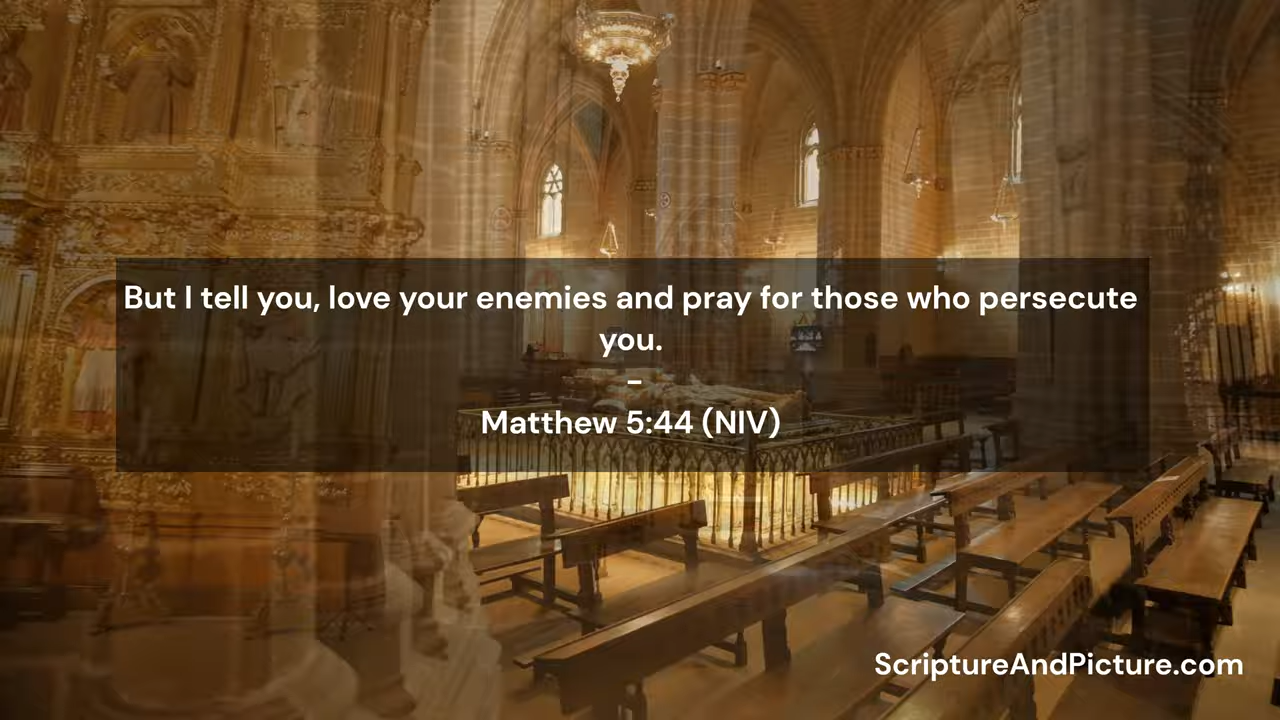 But I tell you, love your enemies and pray for those who persecute
you.
-
Matthew 5:44 (NIV)
ScriptureAndPicture.com